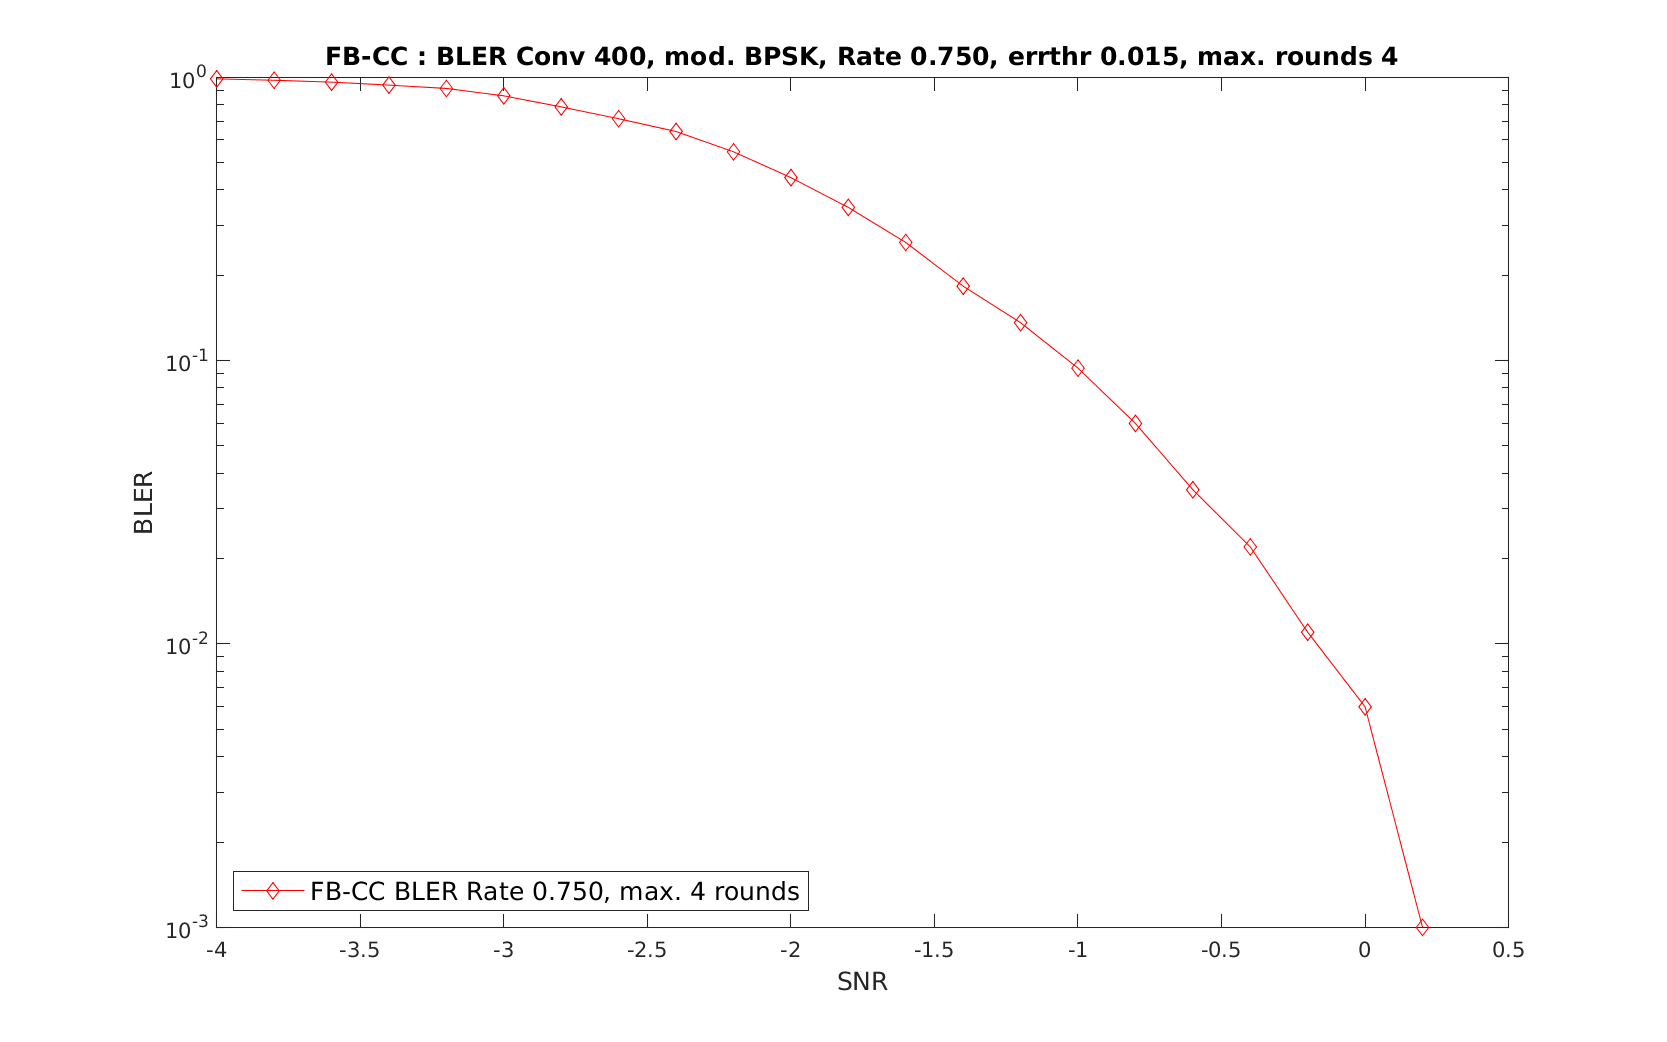 FB-CC : BLER Conv 400, mod. BPSK, Rate 0.750, errthr 0.015, max. rounds 4
10^0
10^-1
10^-2
10^-3
BLER
FB-CC BLER Rate 0.750, max. 4 rounds
-4 -3.5 -3 -2.5 -2 -1.5 -1 -0.5 0 0.5
SNR